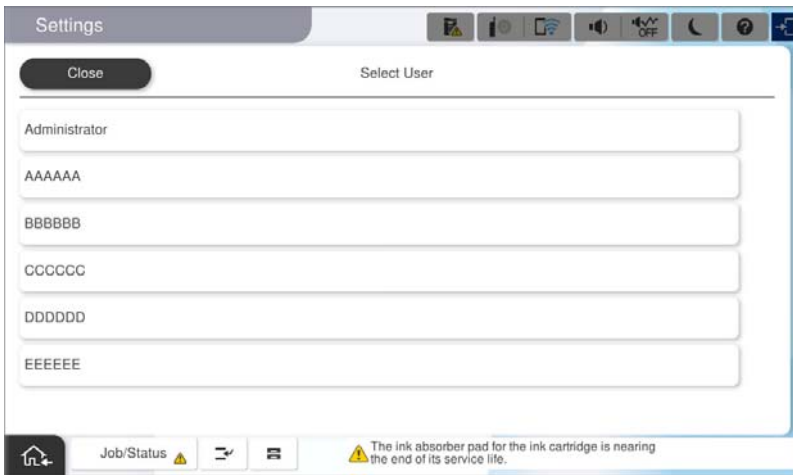 Settings
OFF
Close
Select User
Administrator
AAAAAA
BBBBBB
CCCCCC
DDDDDD
EEEEEE
Job/Status
The ink absorber pad for the ink cartridge is nearing
the end of its service life.